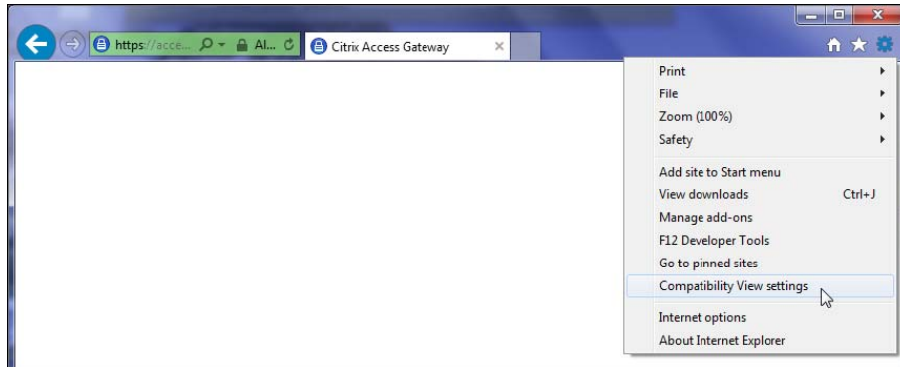 https://acce... Al... Citrix Access Gateway
Print
File
Zoom (100%)
Safety
Add site to Start menu
View downloads Ctrl+J
Manage add-ons
F12 Developer Tools
Go to pinned sites
Compatibility View settings
Internet options
About Internet Explorer